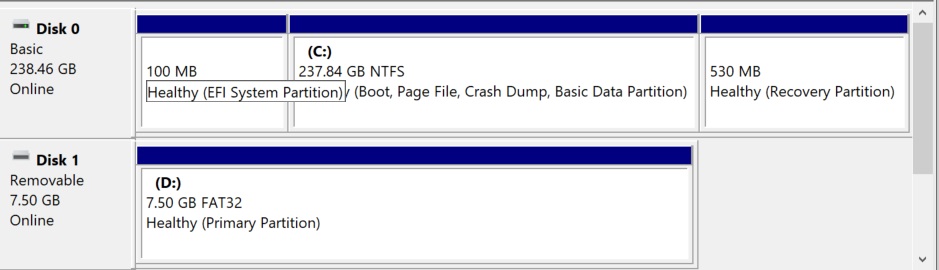 Disk 0
Basic
238.46 GB
Online
100 MB
Healthy (EFI System Partition)
(C:)
237.84 GB NTFS
(Boot, Page File, Crash Dump, Basic Data Partition)
530 MB
Healthy (Recovery Partition)
Disk 1
Removable
7.50 GB
Online
(D:)
7.50 GB FAT32
Healthy (Primary Partition)